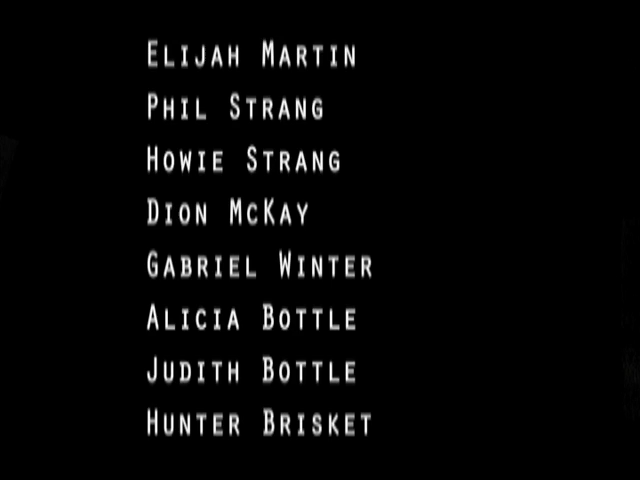 Elijah Martin
Phil Strang
Howie Strang
Dion McKay
Gabriel Winter
Alicia Bottle
Judith Bottle
Hunter Brisket